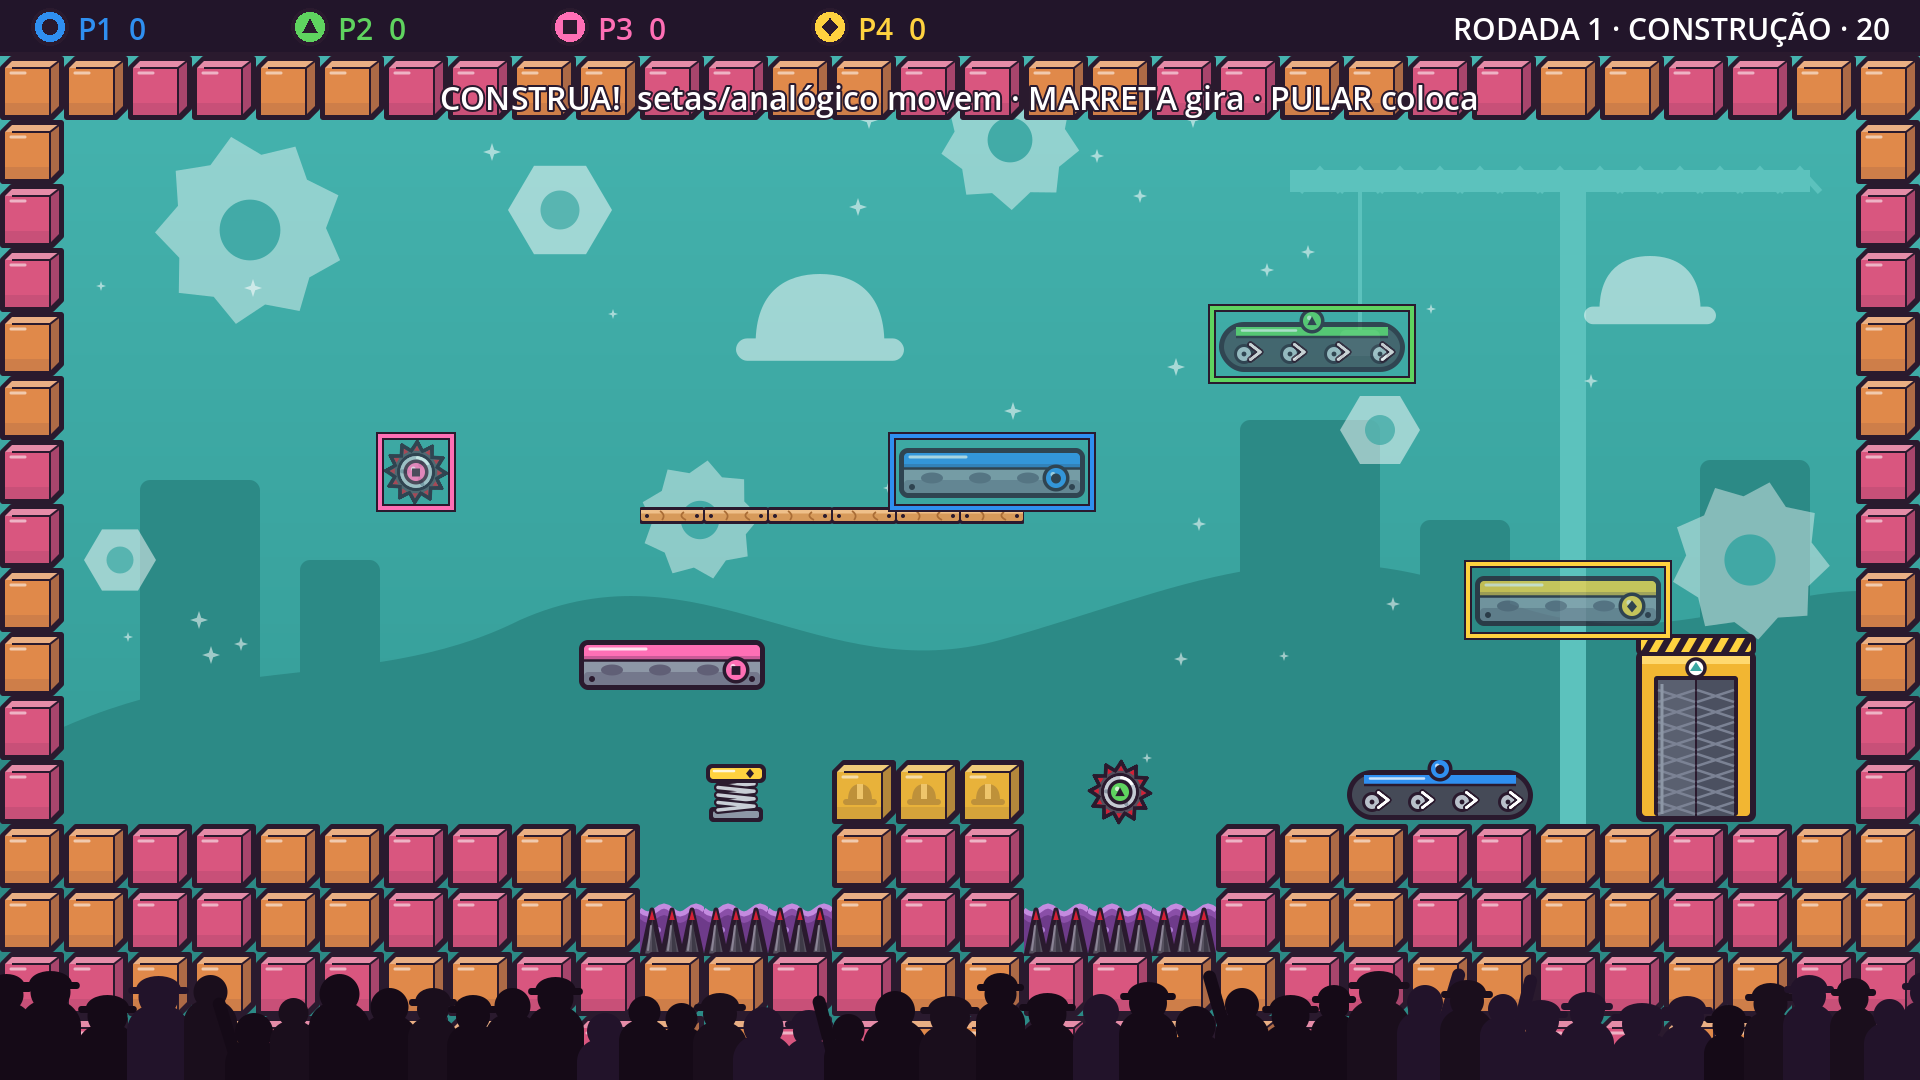 P1 0
P2 0
P3 0
P4 0
RODADA 1 · CONSTRUÇÃO · 20
CONSTRUA! setas/analógico movem · MARRETA gira · PULAR coloca